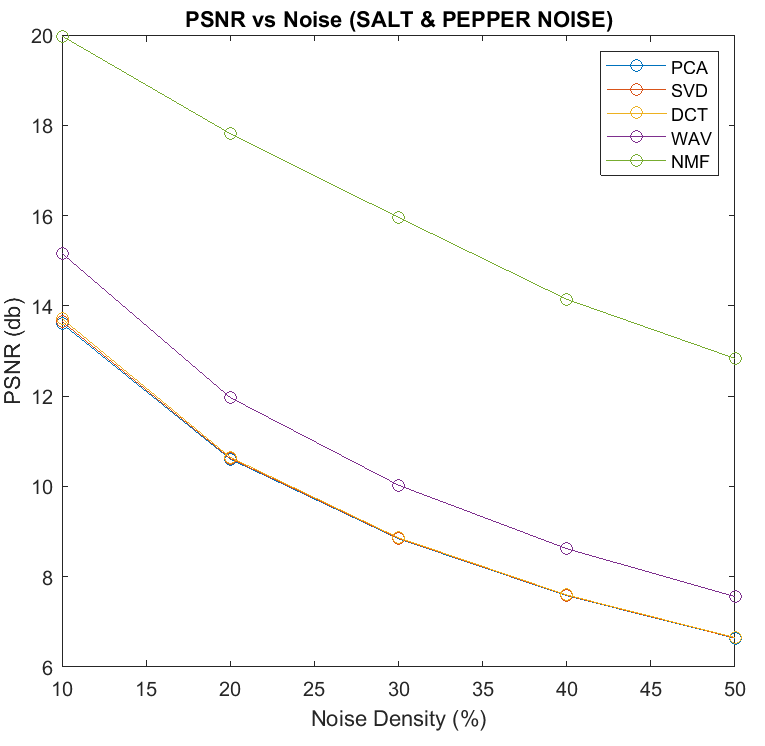 PSNR vs Noise (SALT & PEPPER NOISE)
20
18
16
14
12
10
8
6
PSNR (db)
PCA
SVD
DCT
WAV
NMF
10 15 20 25 30 35 40 45 50
Noise Density (%)